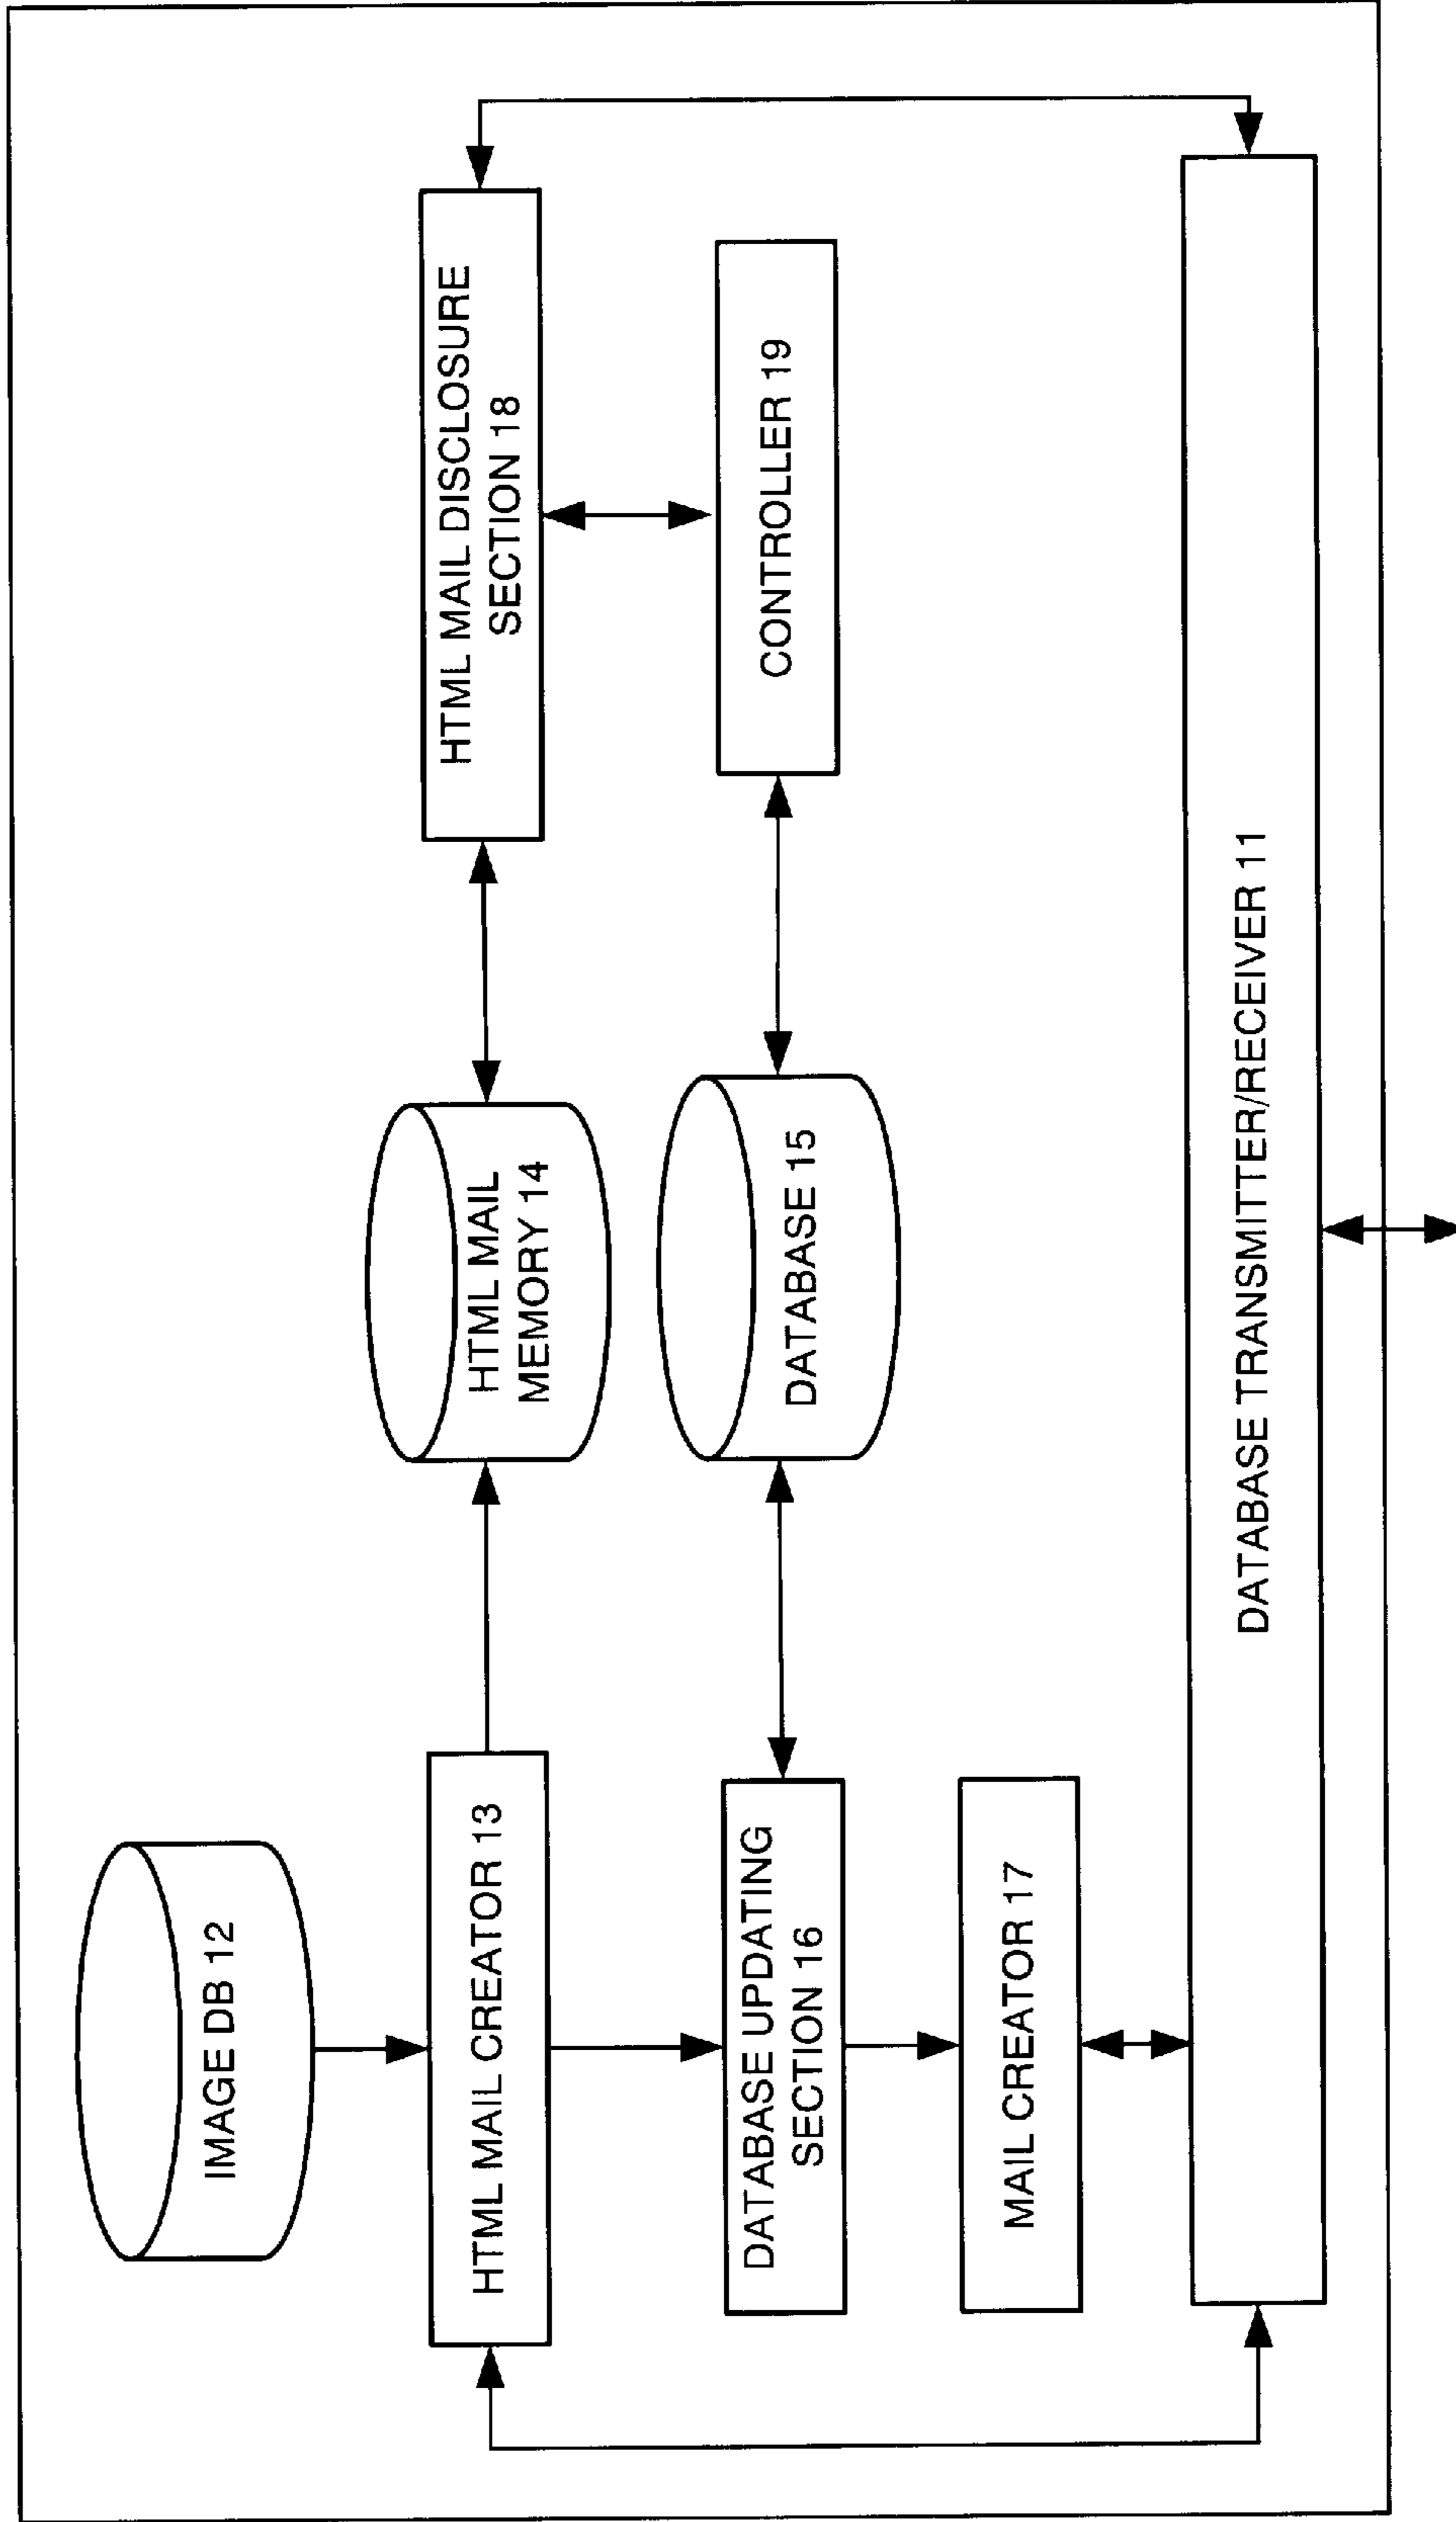 IMAGE DB 12
HTML MAIL CREATOR 13
HTML MAIL
MEMORY 14
HTML MAIL DISCLOSURE
SECTION 18
DATABASE UPDATING
SECTION 16
DATABASE 15
CONTROLLER 19
MAIL CREATOR 17
DATABASE TRANSMITTER/RECEIVER 11